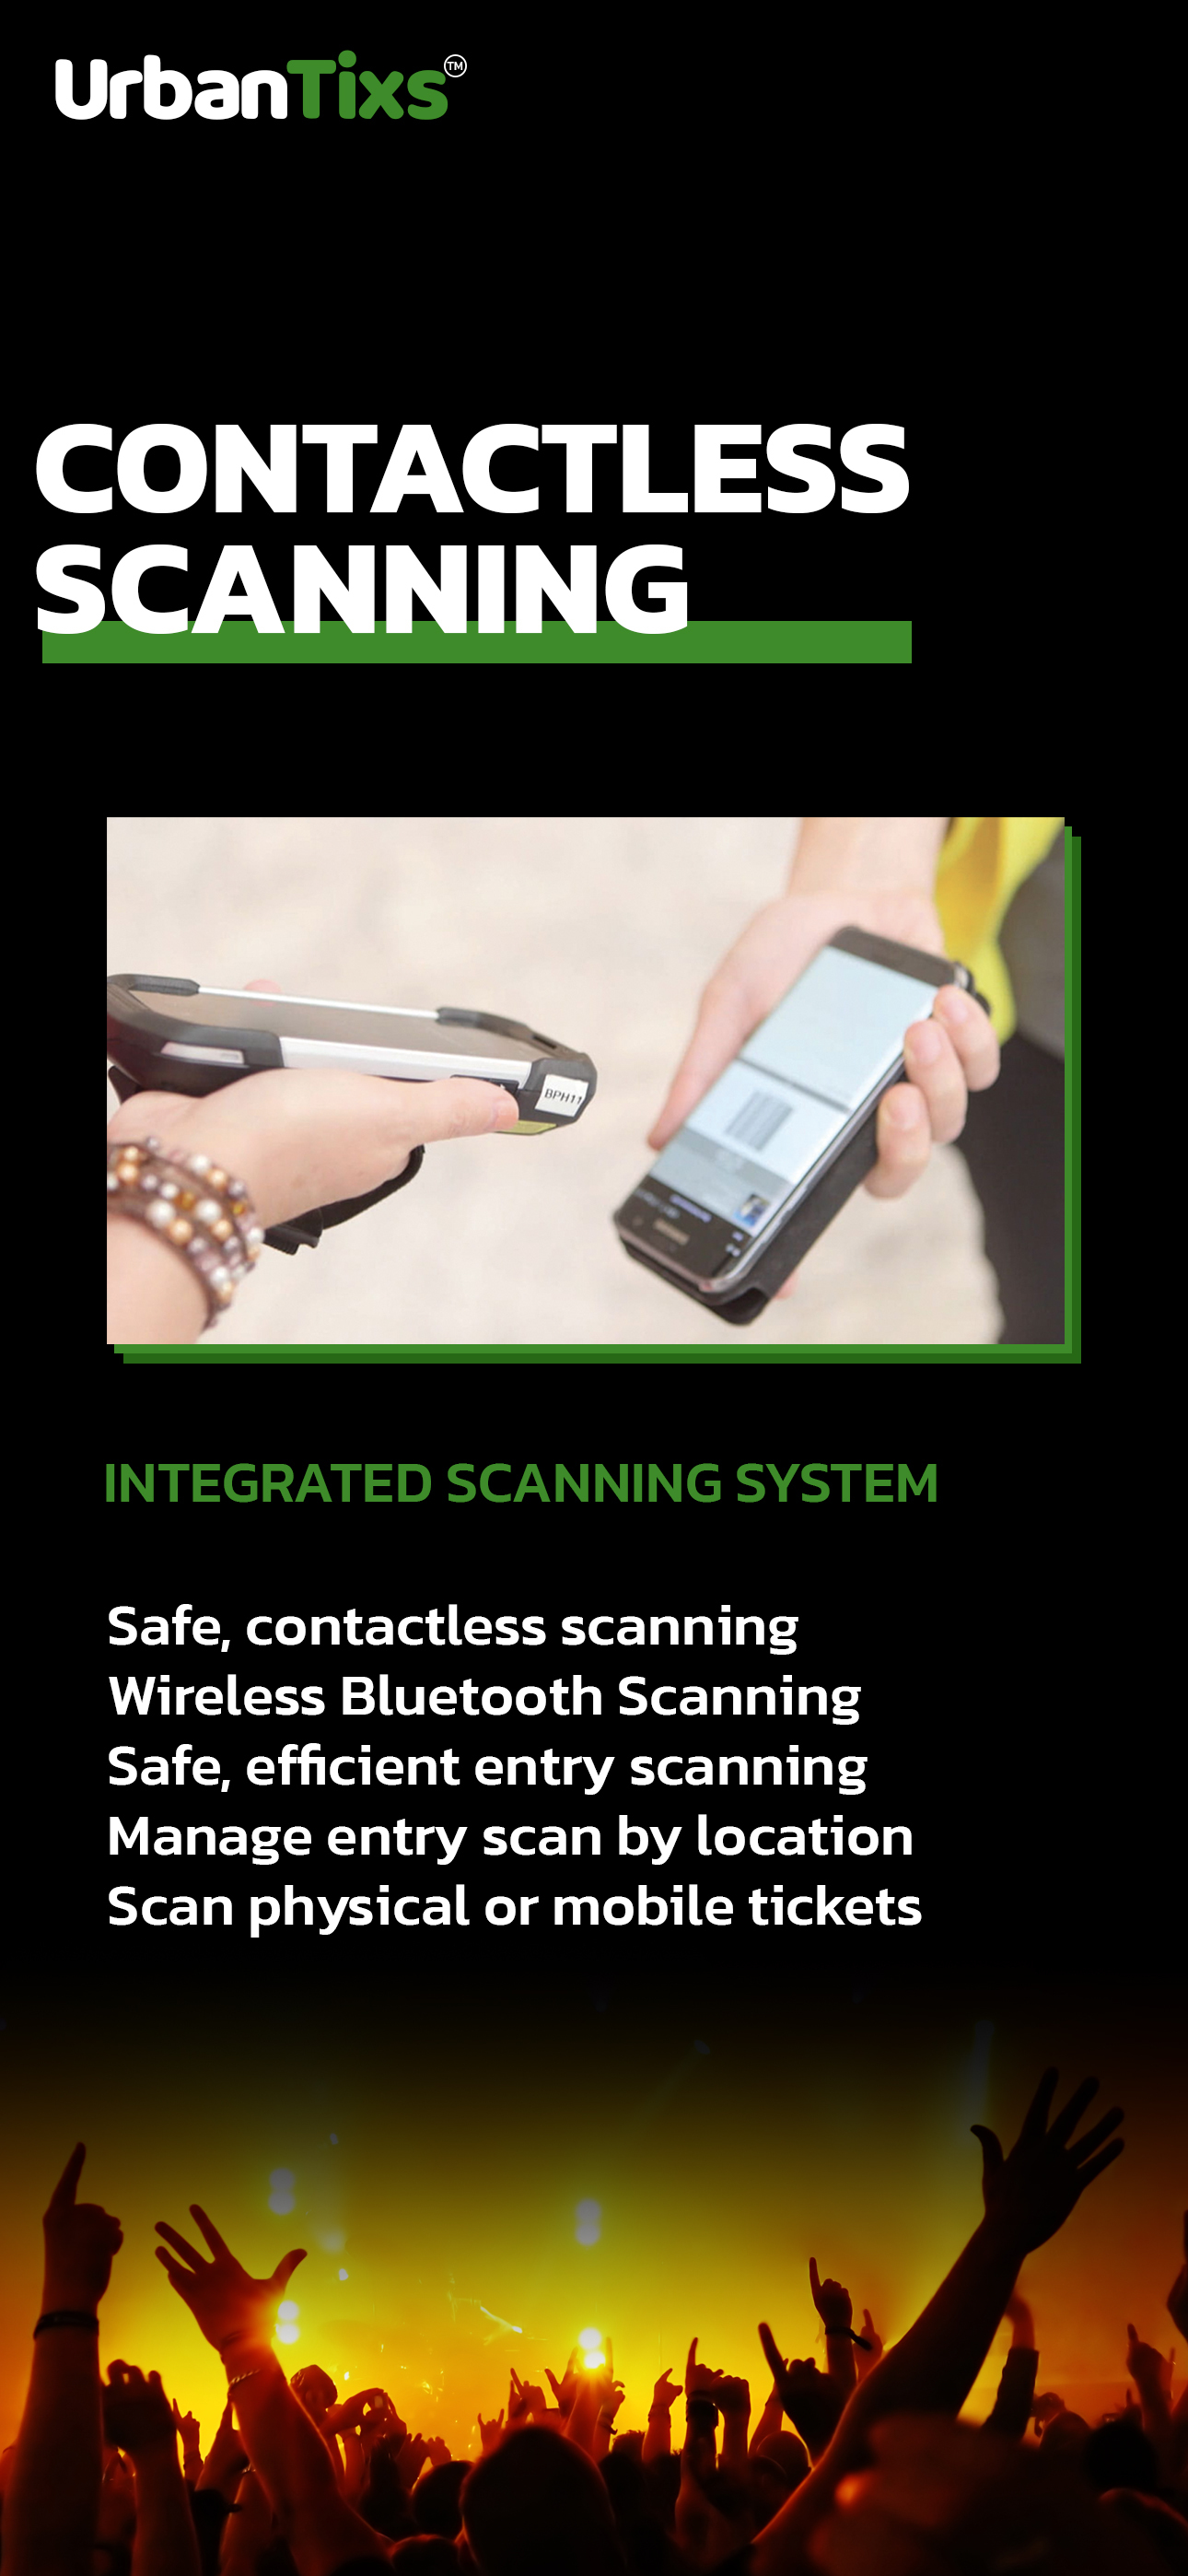 UrbanTixs™
CONTACTLESS
SCANNING
BPH11
INTEGRATED SCANNING SYSTEM
Safe, contactless scanning
Wireless Bluetooth Scanning
Safe, efficient entry scanning
Manage entry scan by location
Scan physical or mobile tickets